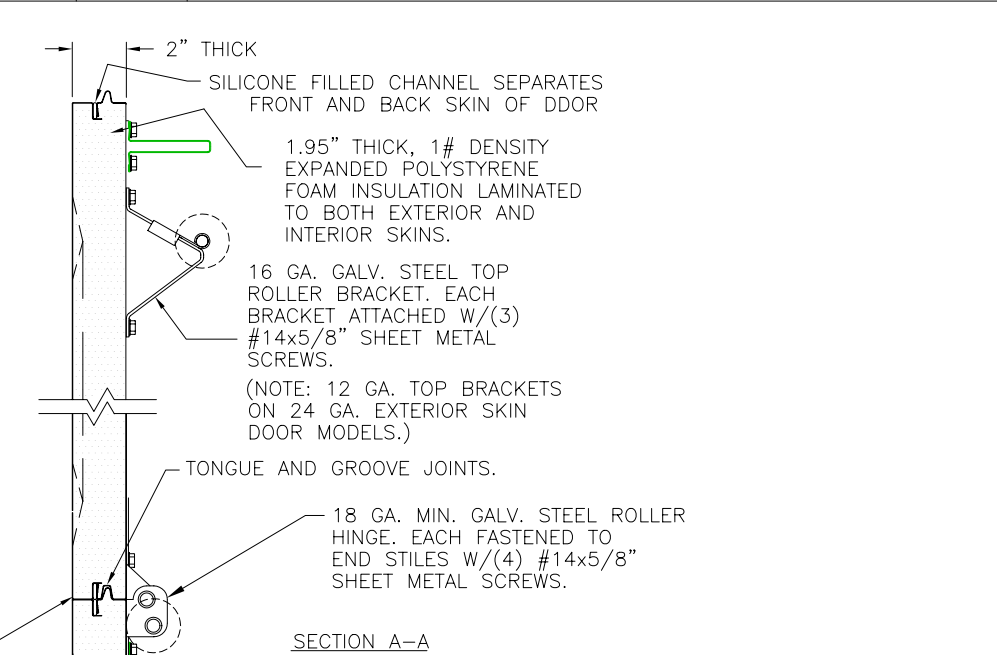 2” THICK
SILICONE FILLED CHANNEL SEPARATES
FRONT AND BACK SKIN OF DDOR
1.95” THICK, 1# DENSITY
EXPANDED POLYSTYRENE
FOAM INSULATION LAMINATED
TO BOTH EXTERIOR AND
INTERIOR SKINS.
16 GA. GALV. STEEL TOP
ROLLER BRACKET. EACH
BRACKET ATTACHED W/(3)
#14x5/8” SHEET METAL
SCREWS.
(NOTE: 12 GA. TOP BRACKETS
ON 24 GA. EXTERIOR SKIN
DOOR MODELS.)
TONGUE AND GROOVE JOINTS.
18 GA. MIN. GALV. STEEL ROLLER
HINGE. EACH FASTENED TO
END STILES W/(4) #14x5/8”
SHEET METAL SCREWS.
SECTION A–A